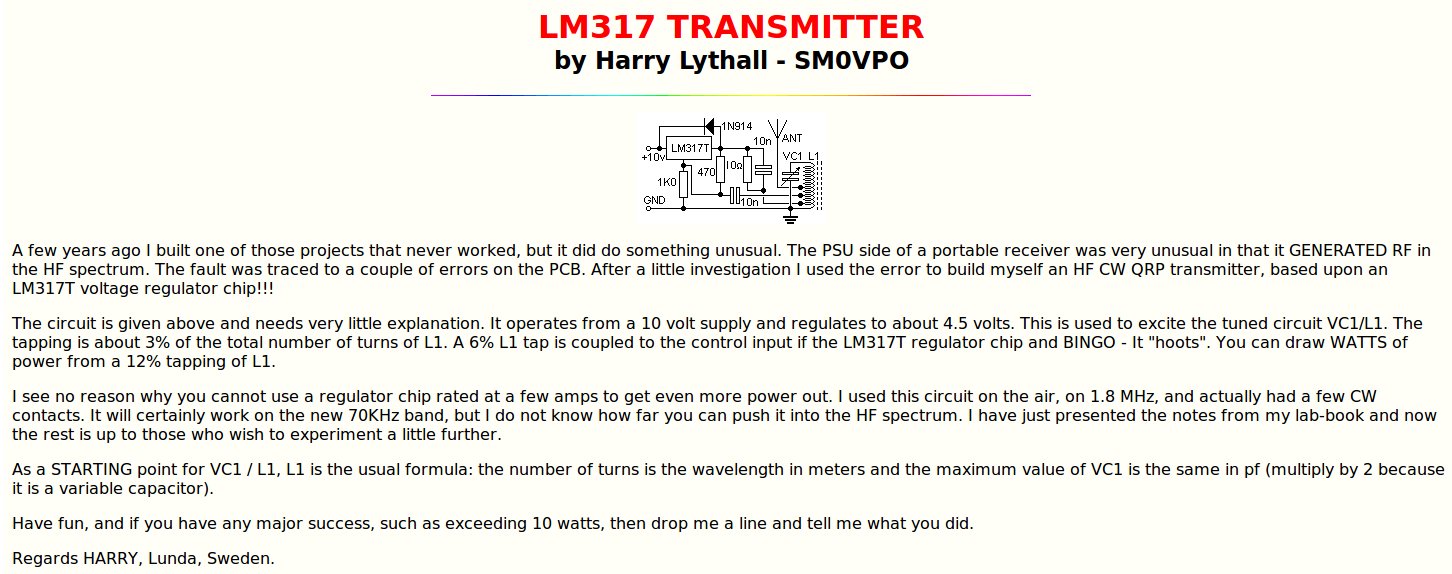 LM317 TRANSMITTER
by Harry Lythall - SM0VPO
1N914
10n
ANT
LM317T
+10v
VC1 L1
470
10Ω
1K0
GND
10n
A few years ago I built one of those projects that never worked, but it did do something unusual. The PSU side of a portable receiver was very unusual in that it GENERATED RF in
the HF spectrum. The fault was traced to a couple of errors on the PCB. After a little investigation I used the error to build myself an HF CW QRP transmitter, based upon an
LM317T voltage regulator chip!!!
The circuit is given above and needs very little explanation. It operates from a 10 volt supply and regulates to about 4.5 volts. This is used to excite the tuned circuit VC1/L1. The
tapping is about 3% of the total number of turns of L1. A 6% L1 tap is coupled to the control input if the LM317T regulator chip and BINGO - It "hoots". You can draw WATTS of
power from a 12% tapping of L1.
I see no reason why you cannot use a regulator chip rated at a few amps to get even more power out. I used this circuit on the air, on 1.8 MHz, and actually had a few CW
contacts. It will certainly work on the new 70KHz band, but I do not know how far you can push it into the HF spectrum. I have just presented the notes from my lab-book and now
the rest is up to those who wish to experiment a little further.
As a STARTING point for VC1 / L1, L1 is the usual formula: the number of turns is the wavelength in meters and the maximum value of VC1 is the same in pf (multiply by 2 because
it is a variable capacitor).
Have fun, and if you have any major success, such as exceeding 10 watts, then drop me a line and tell me what you did.
Regards HARRY, Lunda, Sweden.